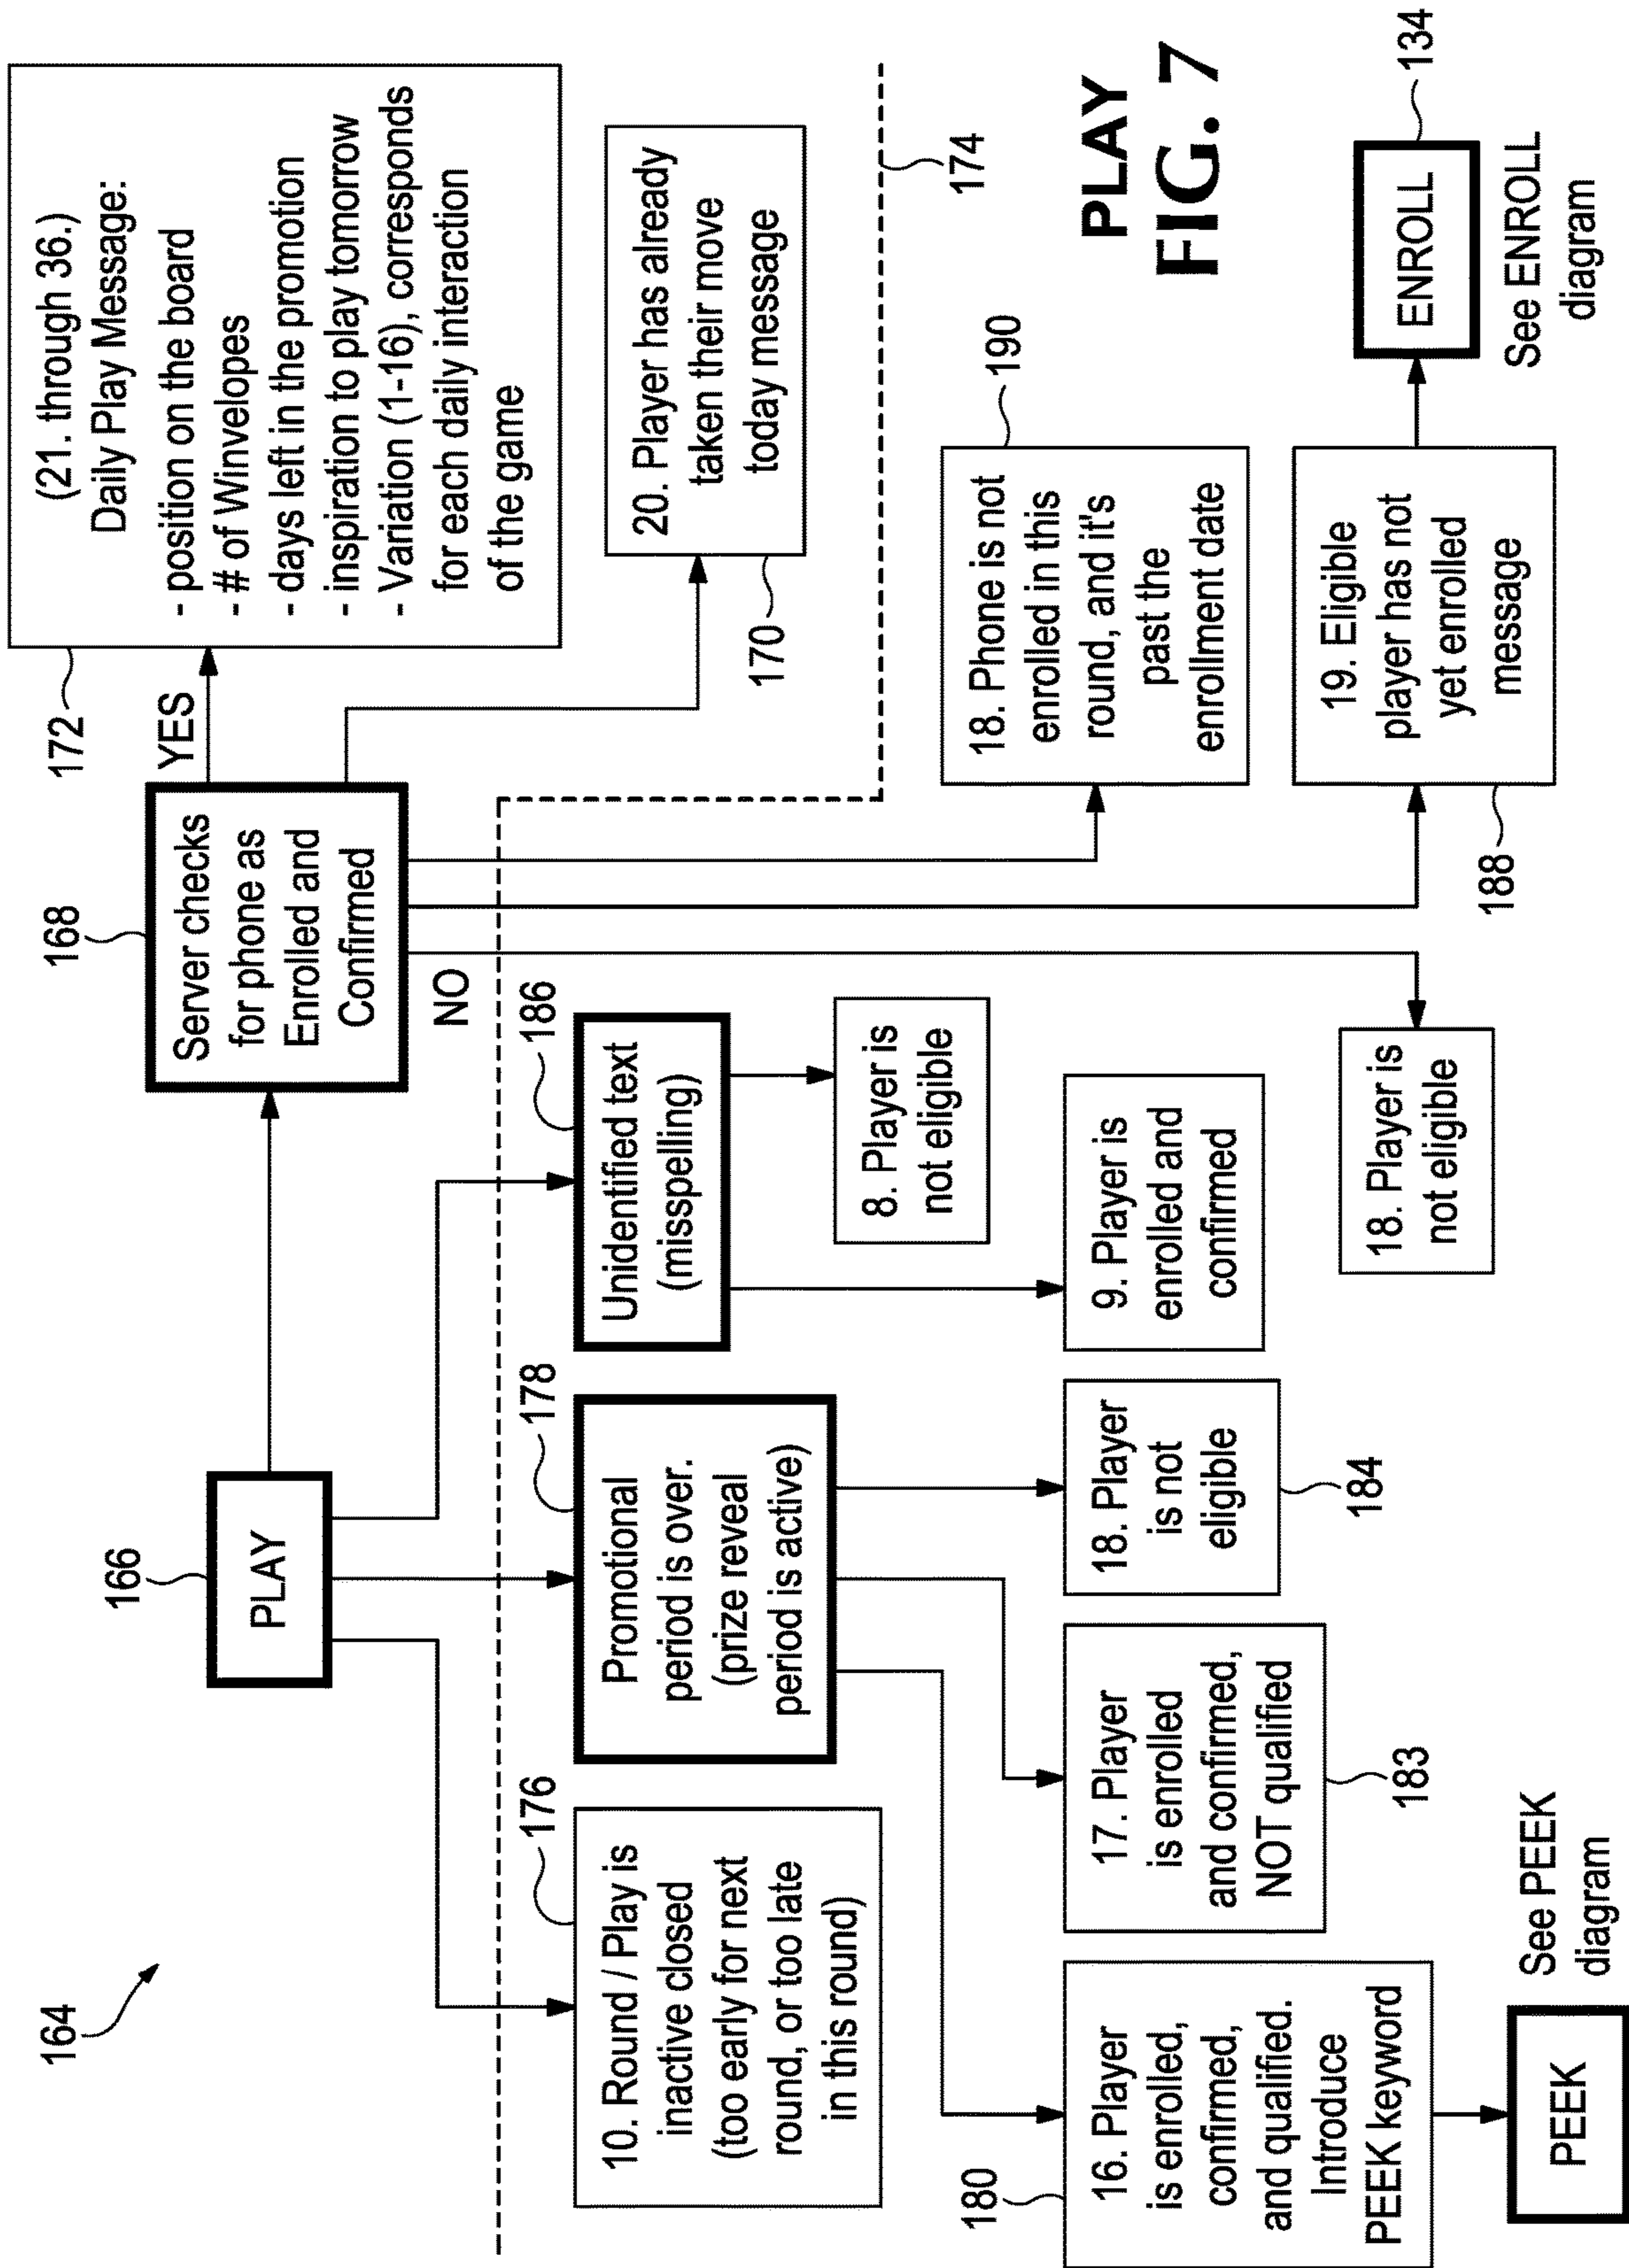 164
166
PLAY
168
Server checks
for phone as
Enrolled and
Confirmed
YES
NO
172
(21. through 36.)
Daily Play Message:
- position on the board
- # of Winvelopes
- days left in the promotion
- inspiration to play tomorrow
- Variation (1-16), corresponds
for each daily interaction
of the game
20. Player has already
taken their move
today message
170
174
176
10. Round / Play is
inactive closed
(too early for next
round, or too late
in this round)
178
Promotional
period is over.
(prize reveal
period is active)
186
Unidentified text
(misspelling)
8. Player is
not eligible
9. Player is
enrolled and
confirmed
180
16. Player
is enrolled,
confirmed,
and qualified.
Introduce
PEEK keyword
17. Player
is enrolled
and confirmed,
NOT qualified
183
18. Player
is not
eligible
184
18. Player is
not eligible
190
18. Phone is not
enrolled in this
round, and it's
past the
enrollment date
19. Eligible
player has not
yet enrolled
message
188
ENROLL
134
See ENROLL
diagram
PEEK
See PEEK
diagram
PLAY
FIG. 7